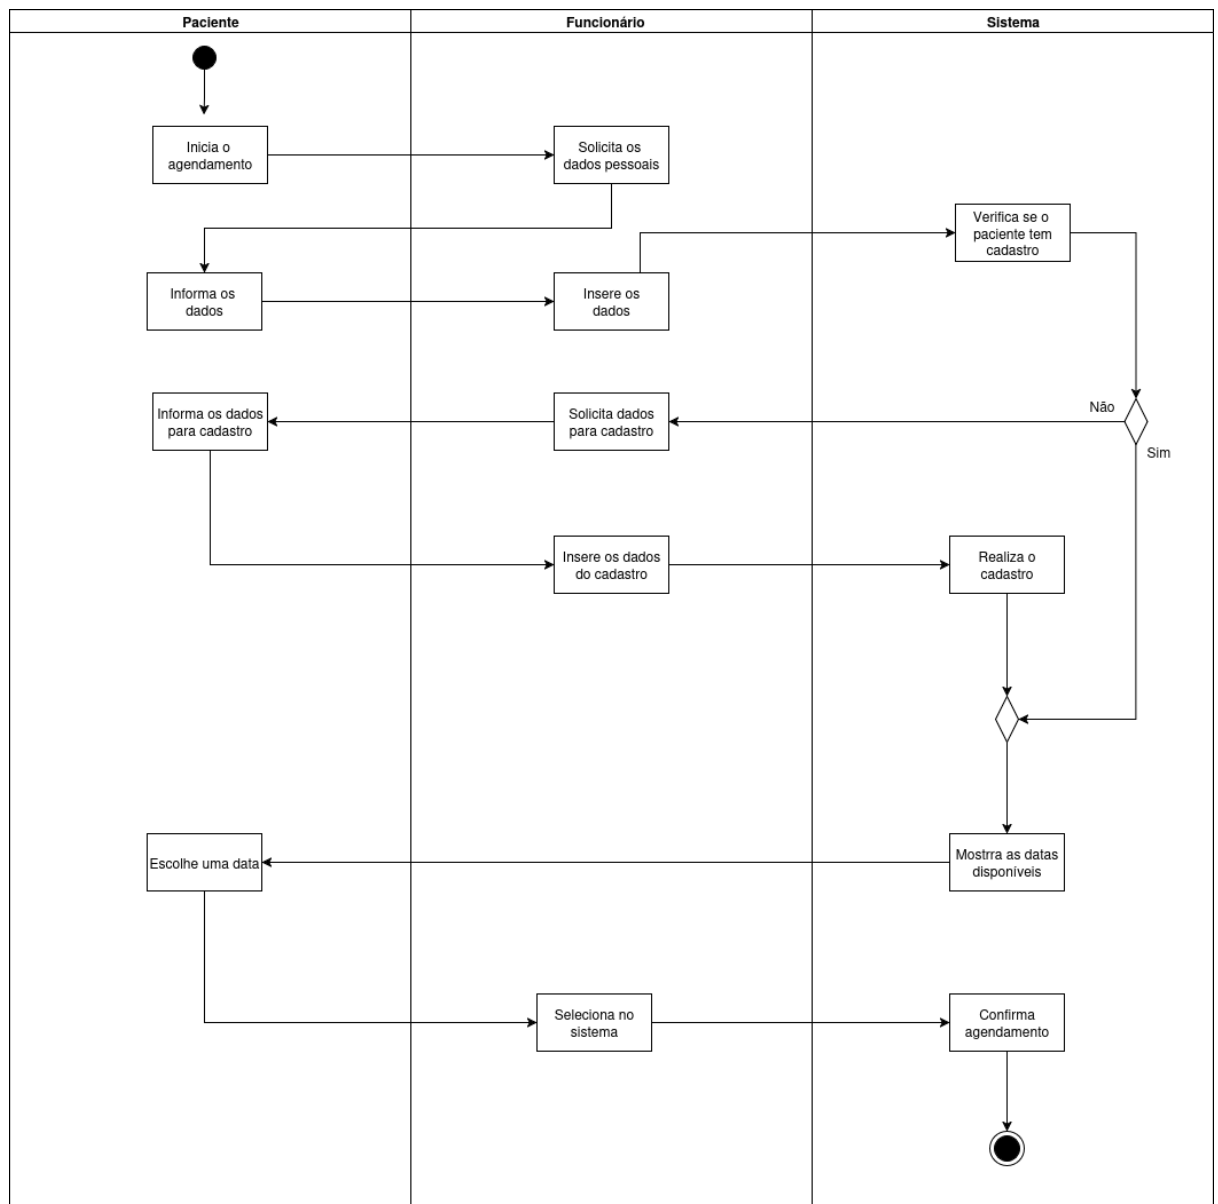 Paciente
Funcionário
Sistema
Inicia o
agendamento
Solicita os
dados pessoais
Verifica se o
paciente tem
cadastro
Informa os
dados
Insere os
dados
Informa os dados
para cadastro
Solicita dados
para cadastro
Não
Sim
Insere os dados
do cadastro
Realiza o
cadastro
Escolhe uma data
Mostrra as datas
disponíveis
Seleciona no
sistema
Confirma
agendamento